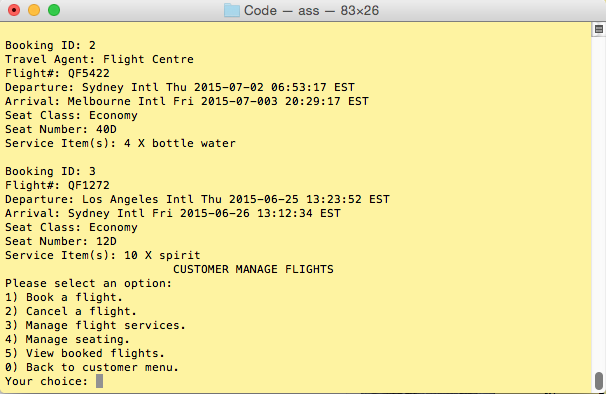 Code — ass — 83×26
Booking ID: 2
Travel Agent: Flight Centre
Flight#: QF5422
Departure: Sydney Intl Thu 2015-07-02 06:53:17 EST
Arrival: Melbourne Intl Fri 2015-07-003 20:29:17 EST
Seat Class: Economy
Seat Number: 40D
Service Item(s): 4 X bottle water
Booking ID: 3
Flight#: QF1272
Departure: Los Angeles Intl Thu 2015-06-25 13:23:52 EST
Arrival: Sydney Intl Fri 2015-06-26 13:12:34 EST
Seat Class: Economy
Seat Number: 12D
Service Item(s): 10 X spirit
CUSTOMER MANAGE FLIGHTS
Please select an option:
1) Book a flight.
2) Cancel a flight.
3) Manage flight services.
4) Manage seating.
5) View booked flights.
0) Back to customer menu.
Your choice: